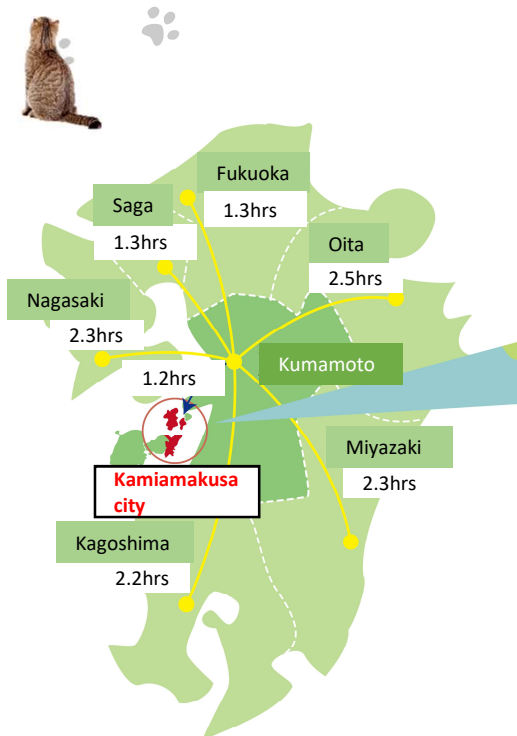 Fukuoka
1.3hrs
Saga
1.3hrs
Oita
2.5hrs
Nagasaki
2.3hrs
1.2hrs
Kumamoto
Miyazaki
2.3hrs
Kamiamakusa
city
Kagoshima
2.2hrs